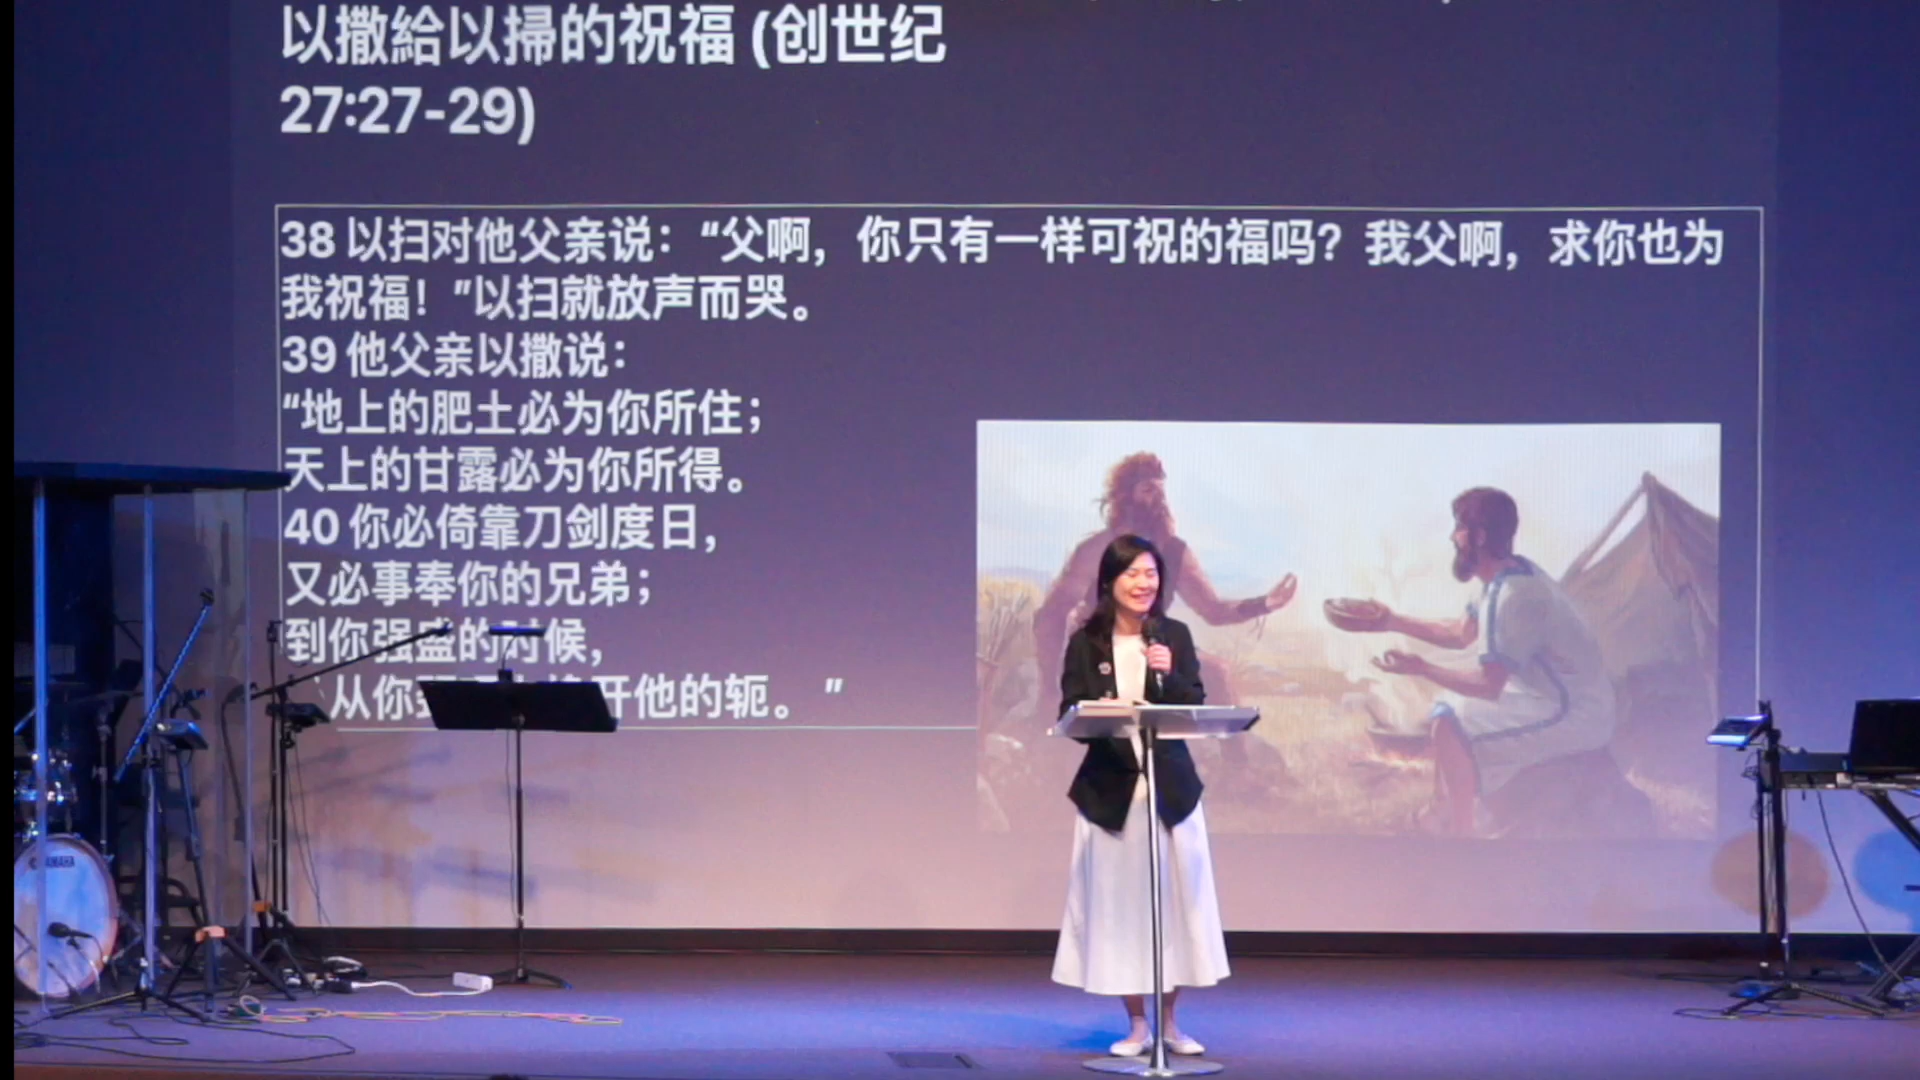 以撒給以掃的祝福 (创世纪
27:27-29)
38 以扫对他父亲说：“父啊，你只有一样可祝的福吗？我父啊，求你也为
我祝福！”以扫就放声而哭。
39 他父亲以撒说：
“地上的肥土必为你所住；
天上的甘露必为你所得。
40 你必倚靠刀剑度日，
又必事奉你的兄弟；
到你强盛的时候，
从你 开他的轭。”
YAMAHA